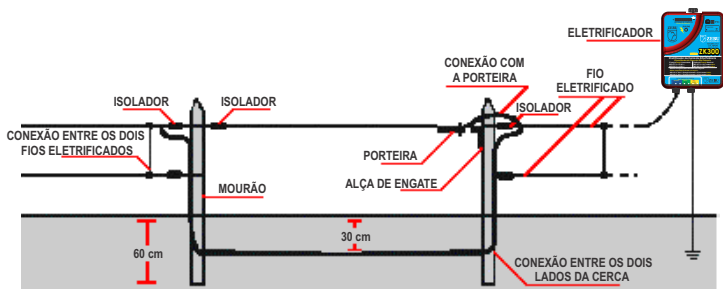 ELETRIFICADOR
ZK300
CONEXÃO COM
A PORTEIRA
FIO
ELETRIFICADO
ISOLADOR
ISOLADOR
ISOLADOR
CONEXÃO ENTRE OS DOIS
FIOS ELETRIFICADOS
PORTEIRA
MOURÃO
ALÇA DE ENGATE
30 cm
60 cm
CONEXÃO ENTRE OS DOIS
LADOS DA CERCA